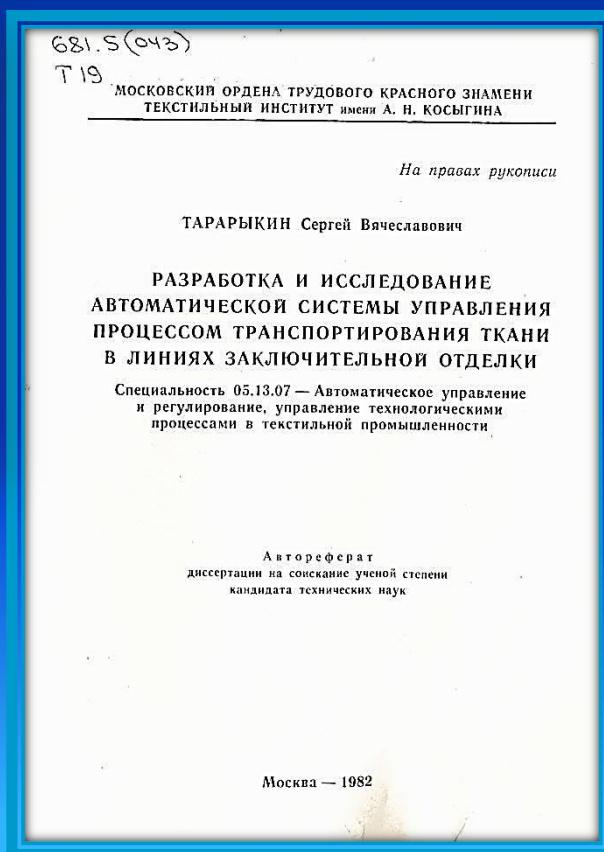 681.5(043)
Т 19
МОСКОВСКИЙ ОРДЕНА ТРУДОВОГО КРАСНОГО ЗНАМЕНИ
ТЕКСТИЛЬНЫЙ ИНСТИТУТ имени А. Н. КОСЫГИНА
На правах рукописи
ТАРАРЫКИН Сергей Вячеславович
РАЗРАБОТКА И ИССЛЕДОВАНИЕ
АВТОМАТИЧЕСКОЙ СИСТЕМЫ УПРАВЛЕНИЯ
ПРОЦЕССОМ ТРАНСПОРТИРОВАНИЯ ТКАНИ
В ЛИНИЯХ ЗАКЛЮЧИТЕЛЬНОЙ ОТДЕЛКИ
Специальность 05.13.07 — Автоматическое управление
и регулирование, управление технологическими
процессами в текстильной промышленности
Автореферат
диссертации на соискание ученой степени
кандидата технических наук
Москва — 1982